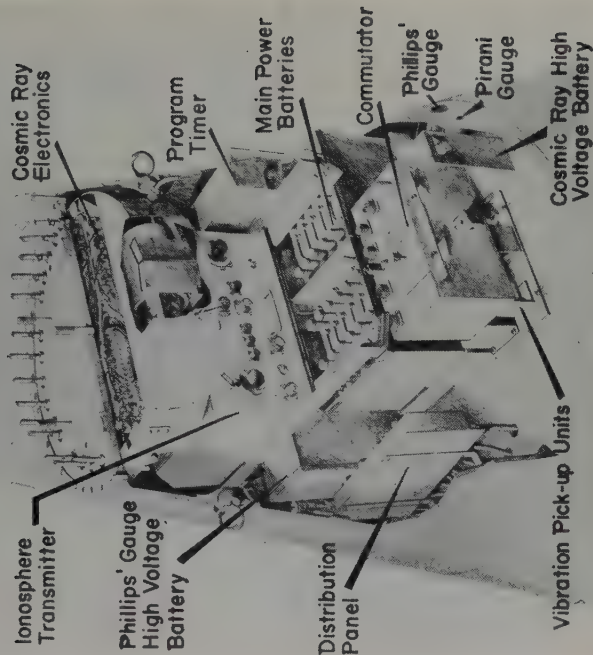 Ionosphere
Transmitter
Phillips' Gauge
High Voltage
Battery
Distribution
Panel
Vibration Pick-up Units
Cosmic Ray
Electronics
Program
Timer
Main Power
Batteries
Commutator
Phillips'
Gauge
Pirani
Gauge
Cosmic Ray High
Voltage Battery